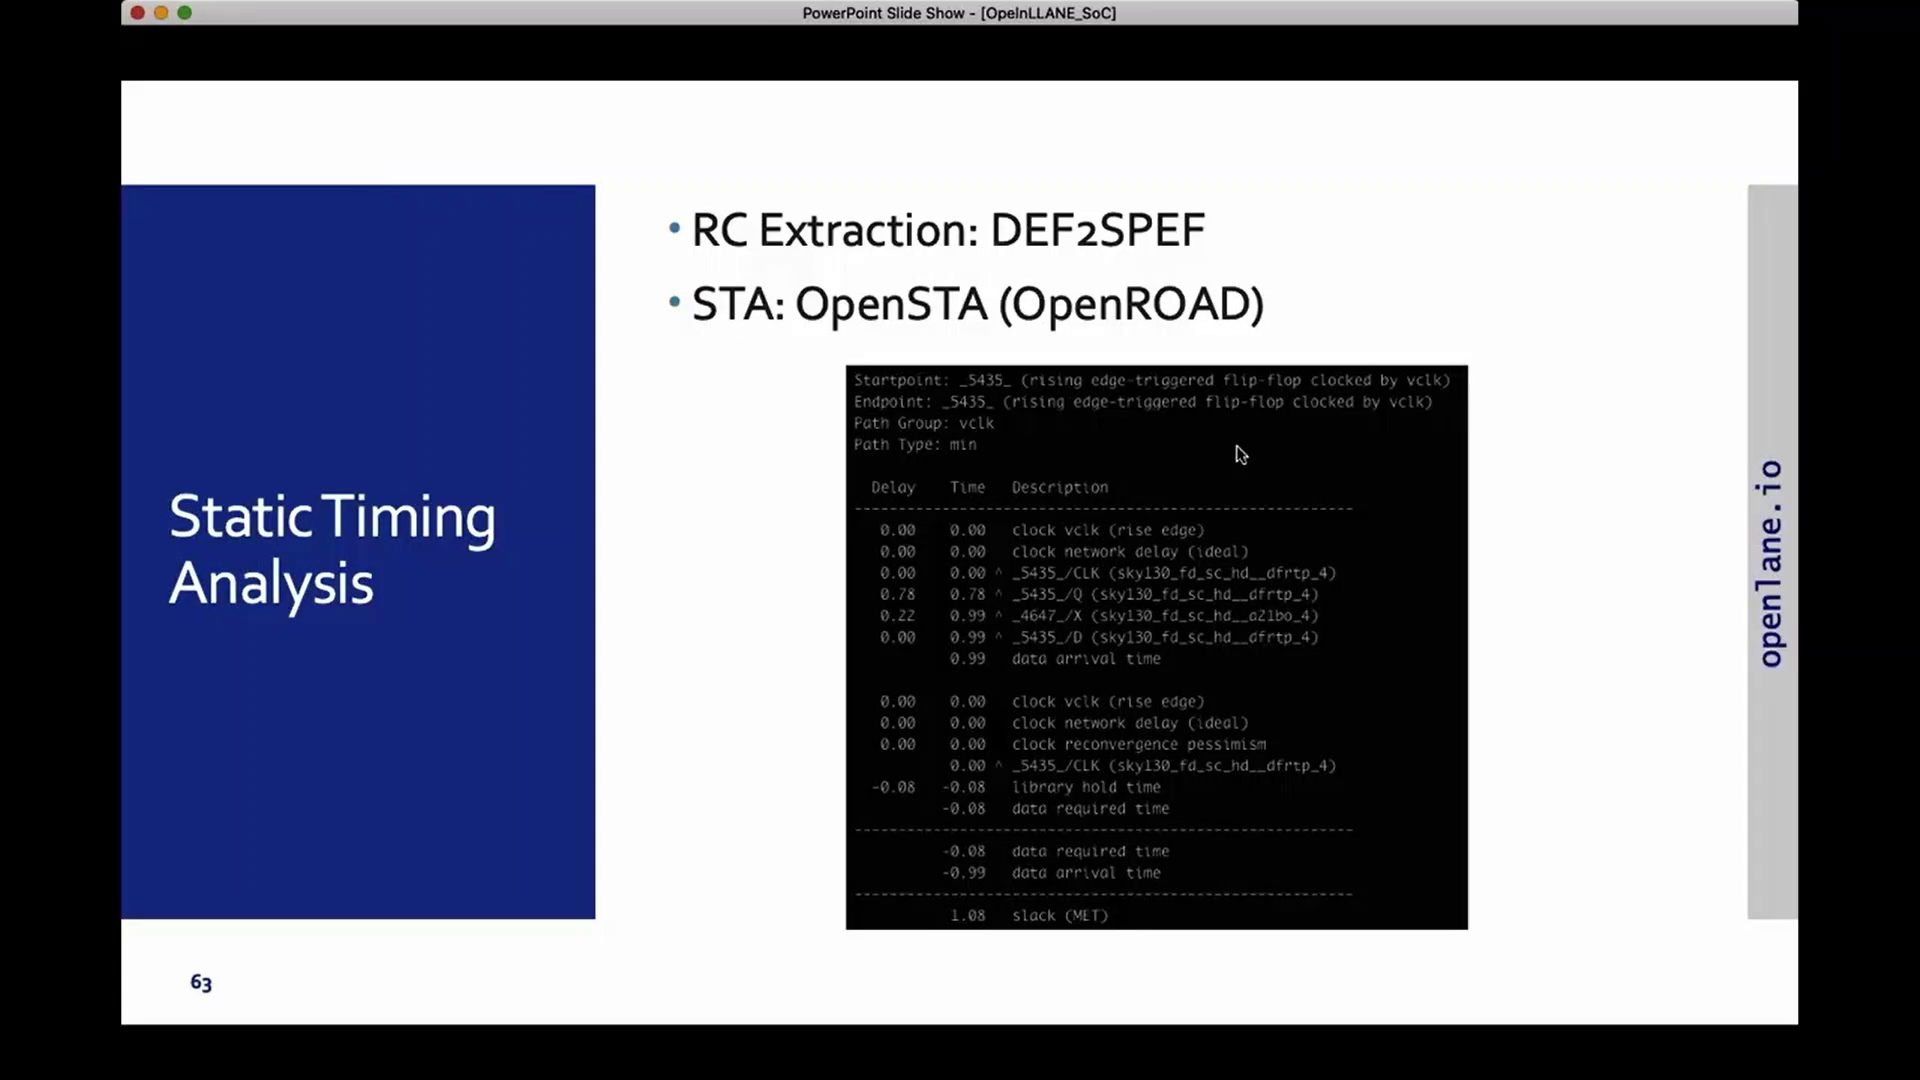 PowerPoint Slide Show - [OpeInLLANE_SoC]
Static Timing
Analysis
• RC Extraction: DEF2SPEF
• STA: OpenSTA (OpenROAD)
Startpoint: _5435_ (rising edge-triggered flip-flop clocked by vclk)
Endpoint: _5435_ (rising edge-triggered flip-flop clocked by vclk)
Path Group: vclk
Path Type: min
Delay Time Description
---------------------------------------------------------
0.00 0.00 clock vclk (rise edge)
0.00 0.00 clock network delay (ideal)
0.00 0.00 ^ _5435_/CLK (sky130_fd_sc_hd__dfrtp_4)
0.78 0.78 ^ _5435_/Q (sky130_fd_sc_hd__dfrtp_4)
0.22 0.99 ^ _4647_/X (sky130_fd_sc_hd__a21bo_4)
0.00 0.99 ^ _5435_/D (sky130_fd_sc_hd__dfrtp_4)
0.99 data arrival time
0.00 0.00 clock vclk (rise edge)
0.00 0.00 clock network delay (ideal)
0.00 0.00 clock reconvergence pessimism
0.00 ^ _5435_/CLK (sky130_fd_sc_hd__dfrtp_4)
-0.08 -0.08 library hold time
-0.08 data required time
---------------------------------------------------------
-0.08 data required time
-0.99 data arrival time
---------------------------------------------------------
1.08 slack (MET)
openlane.io
63